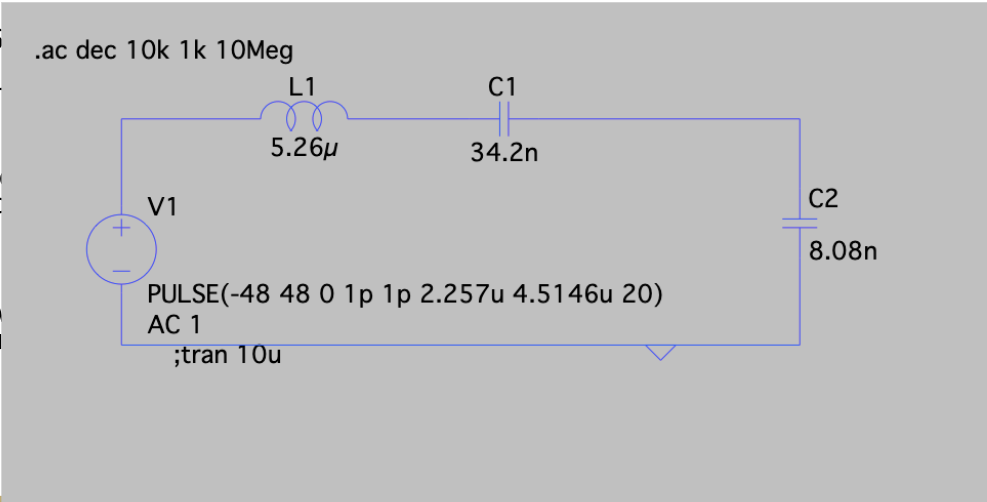 .ac dec 10k 1k 10Meg
L1
C1
5.26µ
34.2n
V1
C2
8.08n
PULSE(-48 48 0 1p 1p 2.257u 4.5146u 20)
AC 1
;tran 10u